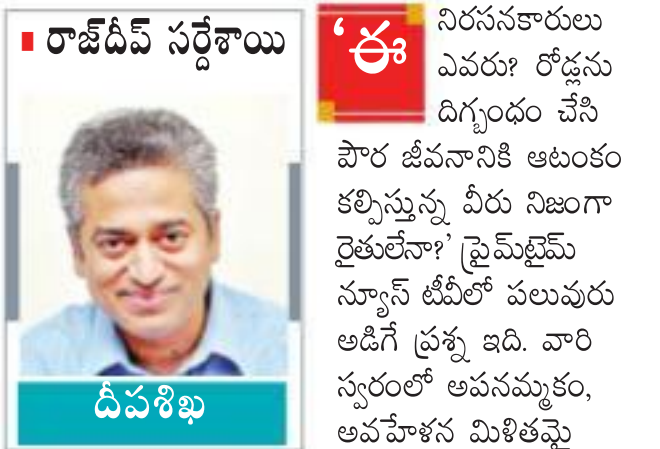 రాజ్‌దీప్ సర్దేశాయి
దీపశిఖ
‘ఈ నిరసనకారులు
ఎవరు? రోడ్లను
దిగ్బంధం చేసి
పౌర జీవనానికి ఆటంకం
కల్పిస్తున్న వీరు నిజంగా
రైతులేనా?’ ప్రైమ్‌టైమ్
న్యూస్ టీవీలో పలువురు
అడిగే ప్రశ్న ఇది. వారి
స్వరంలో అపనమ్మకం,
అవహేళన మిళితమై